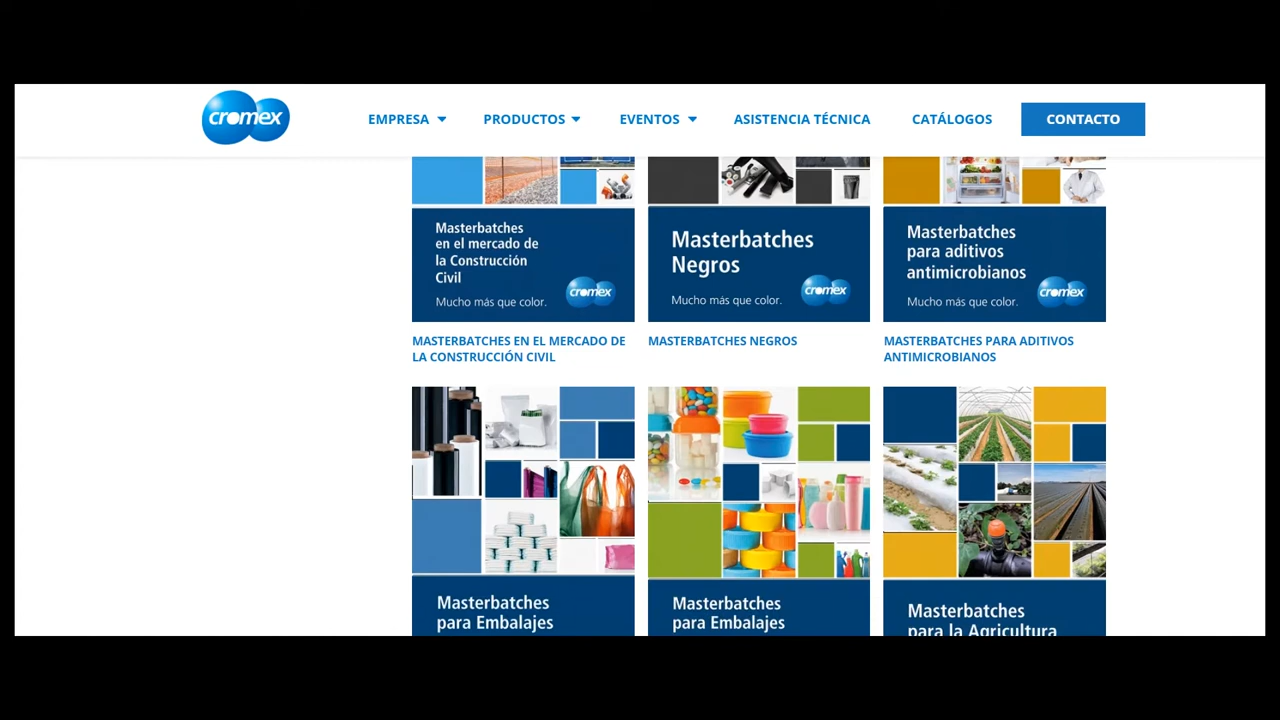 cromex
EMPRESA
PRODUCTOS
EVENTOS
ASISTENCIA TÉCNICA
CATÁLOGOS
CONTACTO
Masterbatches
en el mercado de
la Construcción
Civil
Mucho más que color.
cromex
Masterbatches
Negros
Mucho más que color.
cromex
Masterbatches
para aditivos
antimicrobianos
Mucho más que color.
cromex
MASTERBATCHES EN EL MERCADO DE
LA CONSTRUCCIÓN CIVIL
MASTERBATCHES NEGROS
MASTERBATCHES PARA ADITIVOS
ANTIMICROBIANOS
Masterbatches
para Embalajes
Masterbatches
para Embalajes
Masterbatches
para la Agricultura